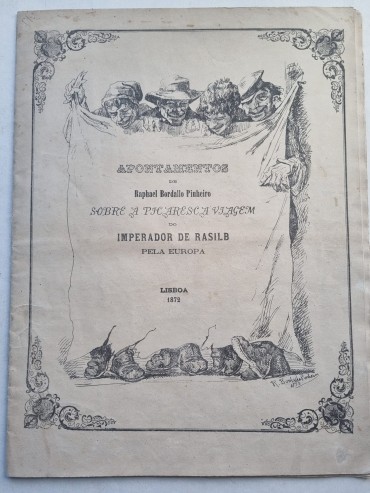 APONTAMENTOS
DE
Raphael Bordallo Pinheiro
SOBRE A PICARESCA VIAGEM
DO
IMPERADOR DE RASILB
PELA EUROPA
LISBOA
1872